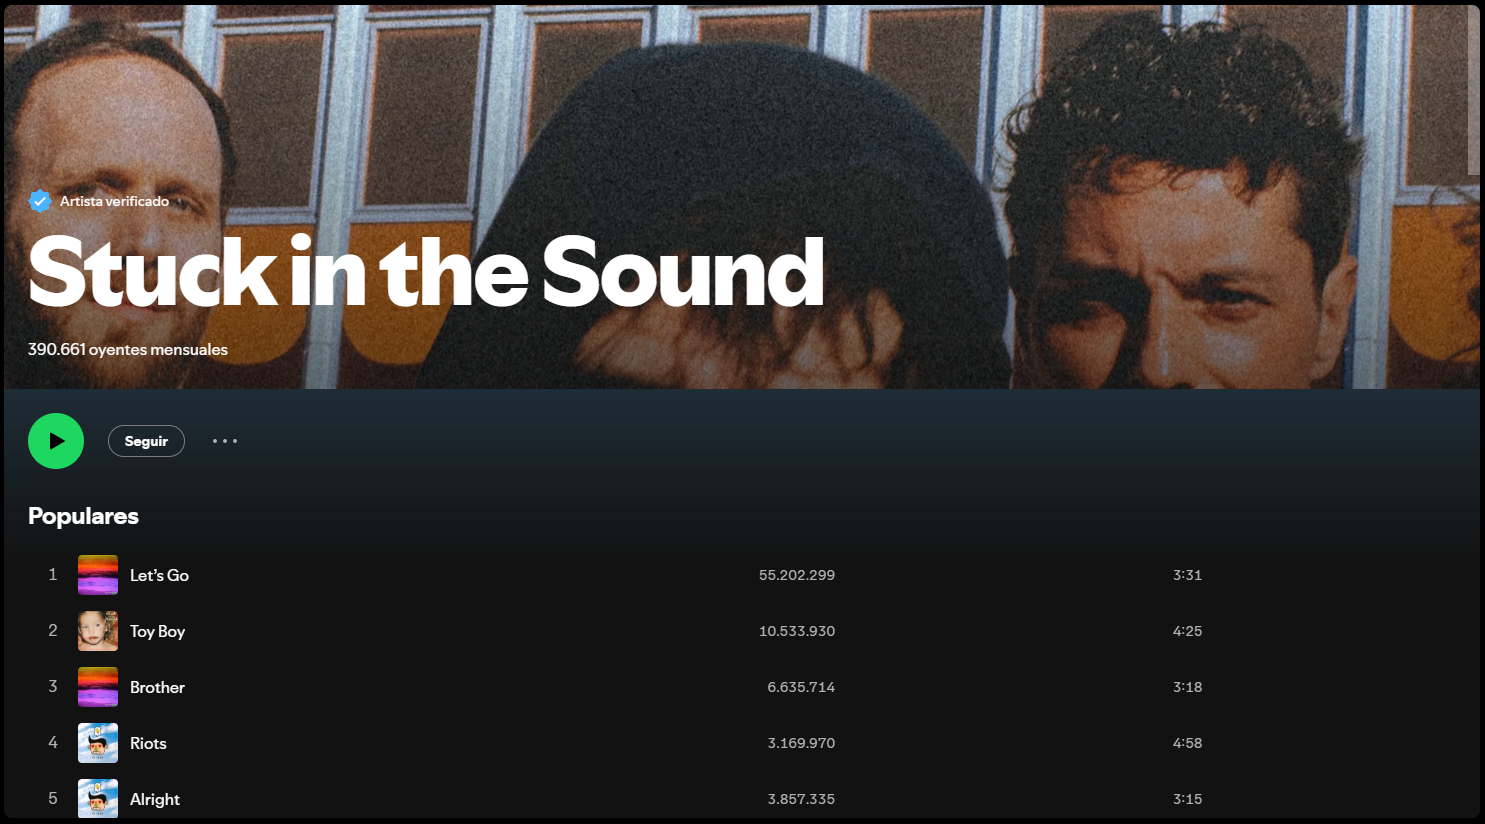 Artista verificado
Stuck in the Sound
390.661 oyentes mensuales
Seguir
Populares
1 Let's Go 55.202.299 3:31
2 Toy Boy 10.533.930 4:25
3 Brother 6.635.714 3:18
4 Riots 3.169.970 4:58
5 Alright 3.857.335 3:15